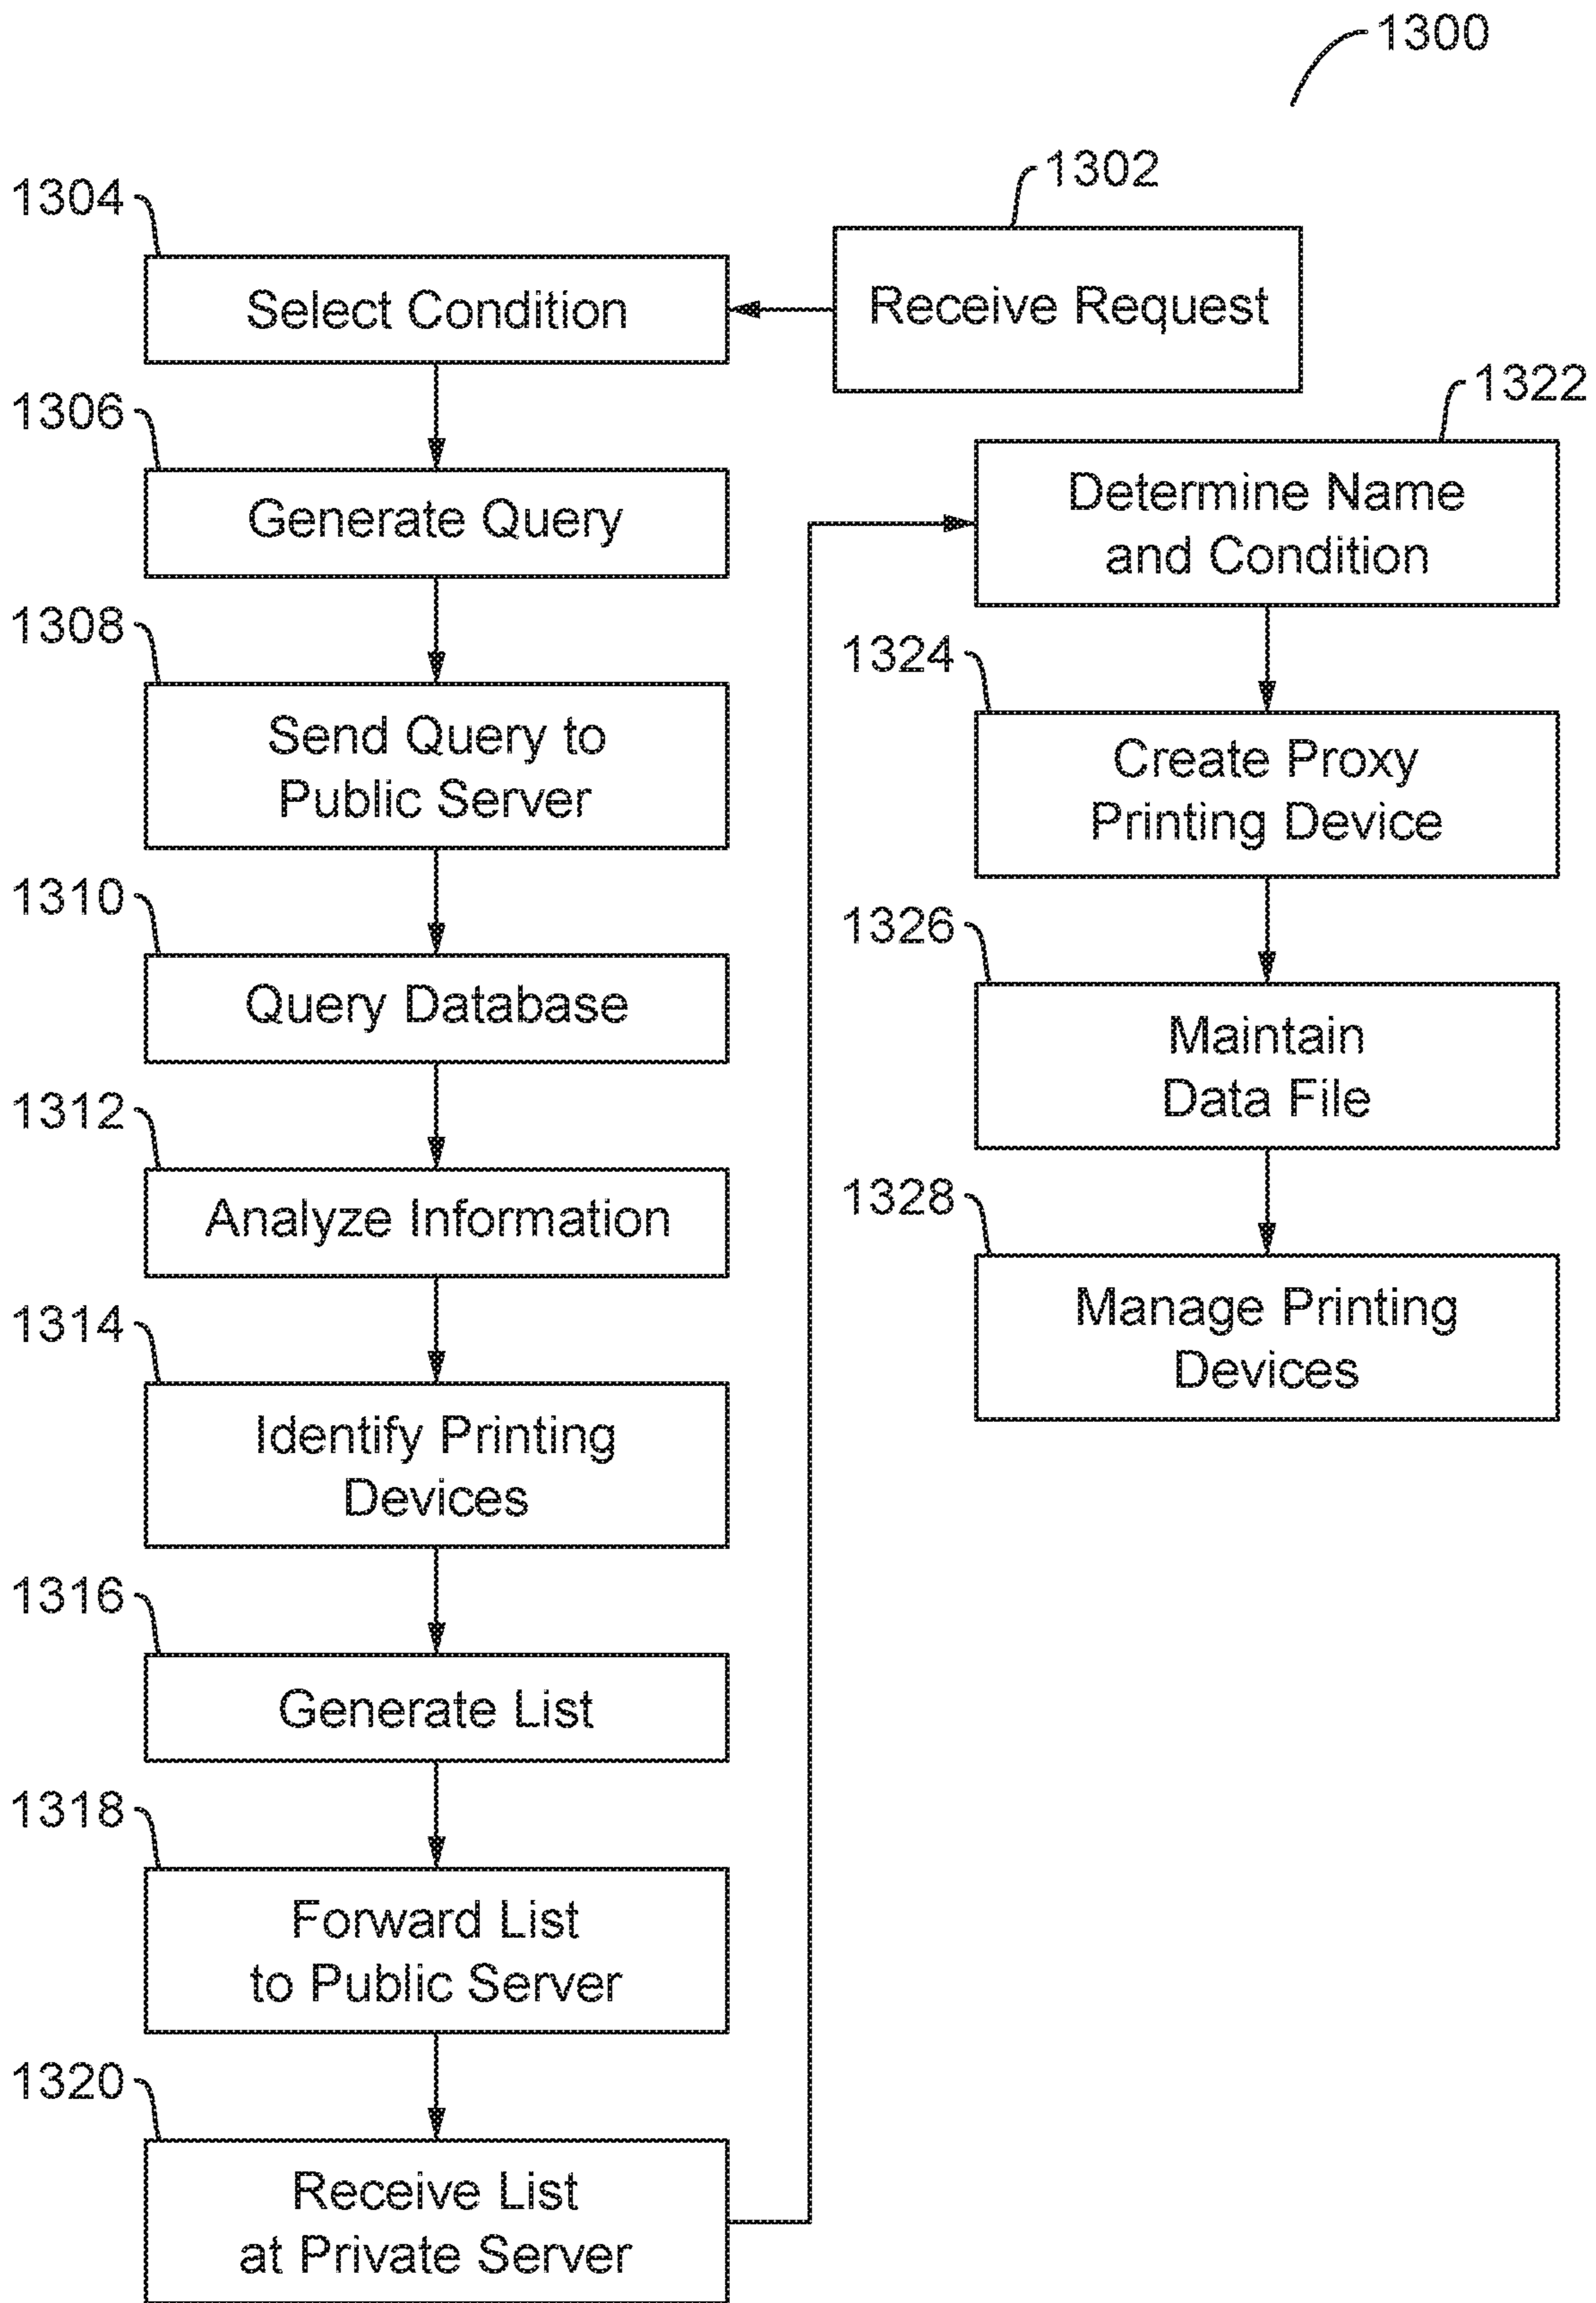 1300
1302
Receive Request
1304
Select Condition
1306
Generate Query
1308
Send Query to
Public Server
1310
Query Database
1312
Analyze Information
1314
Identify Printing
Devices
1316
Generate List
1318
Forward List
to Public Server
1320
Receive List
at Private Server
1322
Determine Name
and Condition
1324
Create Proxy
Printing Device
1326
Maintain
Data File
1328
Manage Printing
Devices